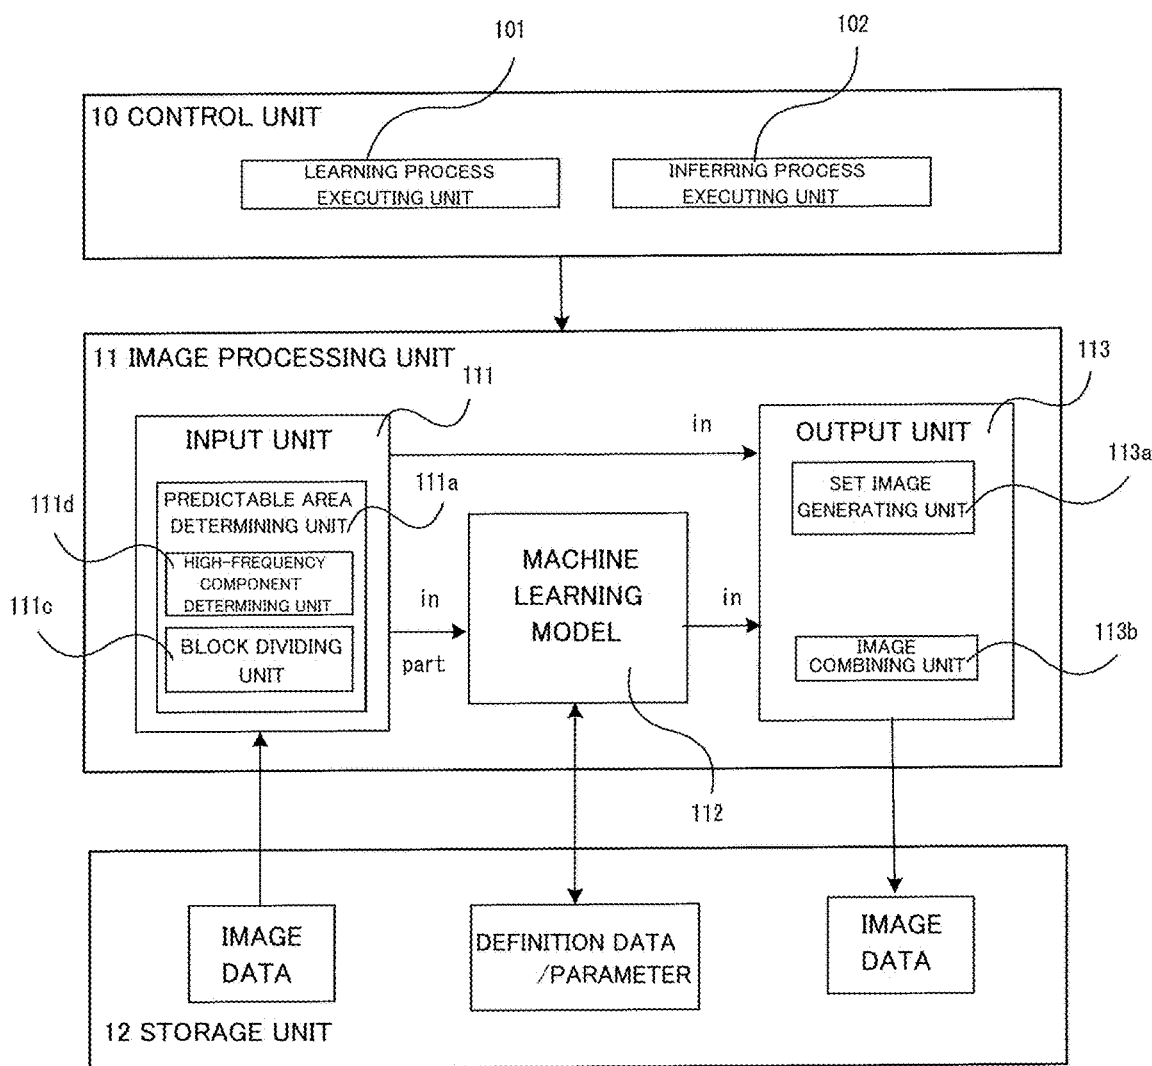 101
102
10 CONTROL UNIT
LEARNING PROCESS
EXECUTING UNIT
INFERRING PROCESS
EXECUTING UNIT
11 IMAGE PROCESSING UNIT
111
113
INPUT UNIT
in
OUTPUT UNIT
113a
111d
PREDICTABLE AREA
DETERMINING UNIT
111a
SET IMAGE
GENERATING UNIT
HIGH-FREQUENCY
COMPONENT
DETERMINING UNIT
111c
BLOCK DIVIDING
UNIT
in
part
MACHINE
LEARNING
MODEL
in
IMAGE
COMBINING UNIT
113b
112
IMAGE
DATA
DEFINITION DATA
/PARAMETER
IMAGE
DATA
12 STORAGE UNIT